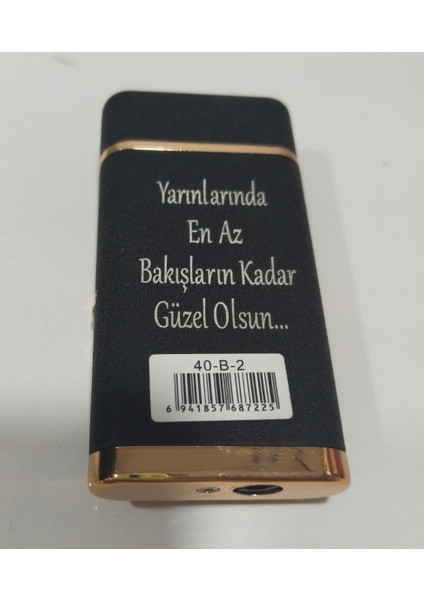 Yarınlarında
En Az
Bakışların Kadar
Güzel Olsun...
40-B-2
6 941857 687225